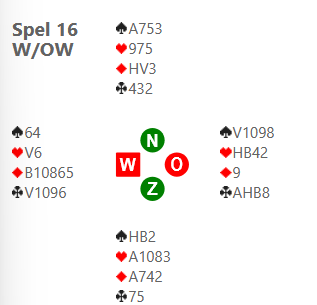 Spel 16
W/OW
♠A753
♥975
♦HV3
♣432
♠64
♥V6
♦B10865
♣V1096
N
W
O
Z
♠V1098
♥HB42
♦9
♣AHB8
♠HB2
♥A1083
♦A742
♣75